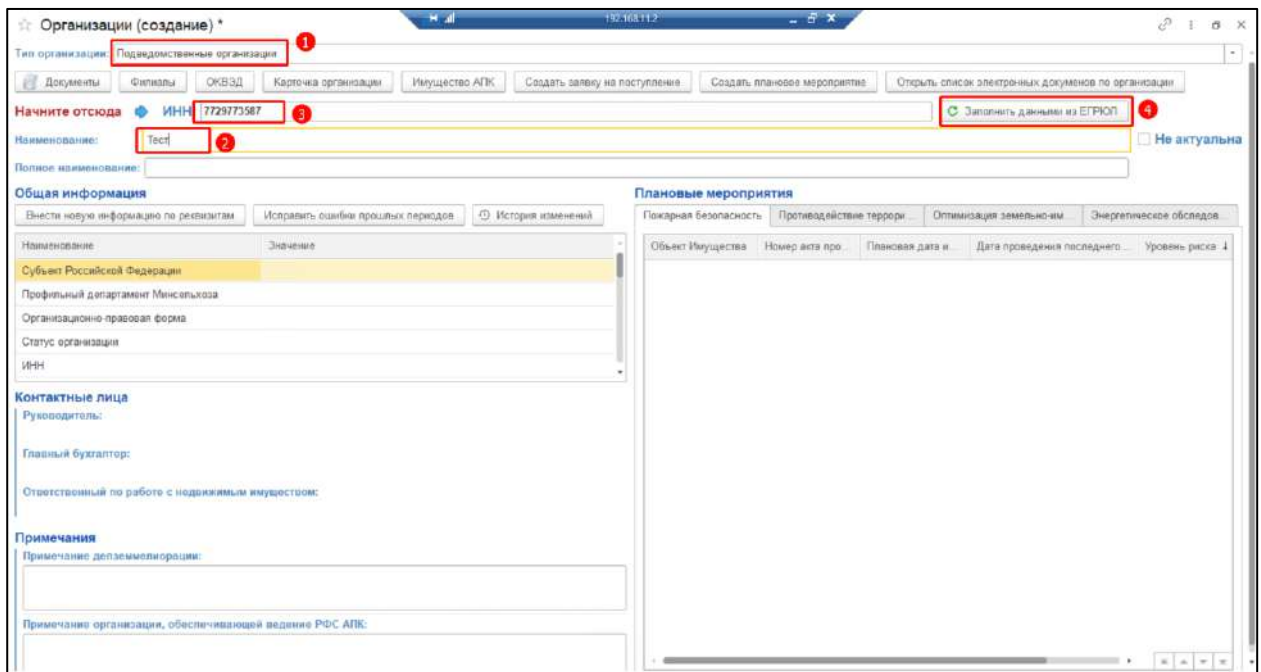 Организации (создание) *
192.168.11.2
Тип организации: Подведомственные организации
1
Документы Филиалы ОКВЭД Карточка организации Имущество АПК Создать заявку на поступление Создать плановое мероприятие Открыть список электронных докуменов по организации
Начните отсюда ИНН 7729773587 3 Заполнить данными из ЕГРЮЛ 4
Наименование: Тест 2 Не актуальна
Полное наименование:
Общая информация
Внести новую информацию по реквизитам Исправить ошибки прошлых периодов История изменений
Наименование Значение
Субъект Российской Федерации
Профильный департамент Минсельхоза
Организационно-правовая форма
Статус организации
ИНН
Контактные лица
Руководитель:
Главный бухгалтер:
Ответственный по работе с недвижимым имуществом:
Примечания
Примечание депземмелиорации:
Примечание организации, обеспечивающей ведение РФС АПК:
Плановые мероприятия
Пожарная безопасность Противодействие террори... Оптимизация земельно-им... Энергетическое обследов...
Объект Имущества Номер акта про... Плановая дата и... Дата проведения последнего... Уровень риска ↓